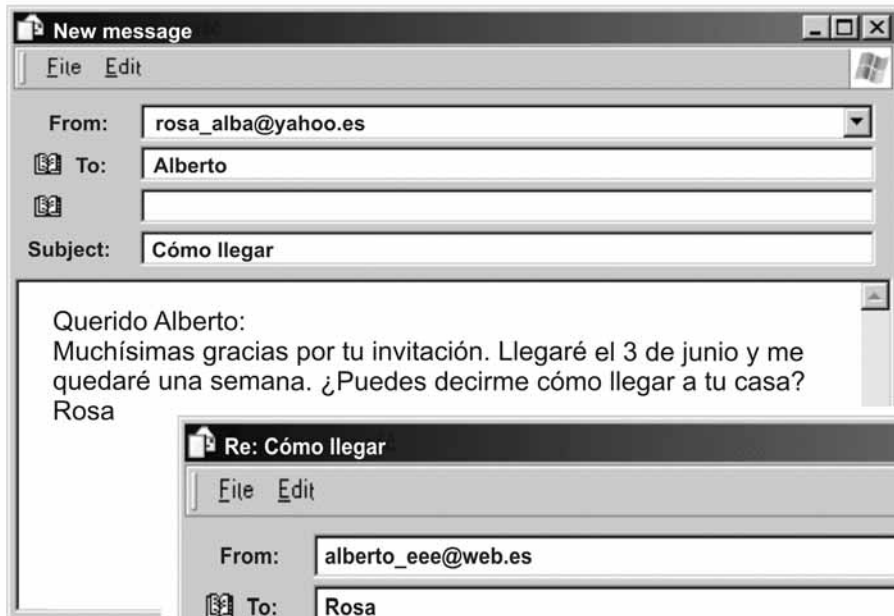 New message
File Edit
From: rosa_alba@yahoo.es
To: Alberto
Subject: Cómo llegar
Querido Alberto:
Muchísimas gracias por tu invitación. Llegaré el 3 de junio y me
quedaré una semana. ¿Puedes decirme cómo llegar a tu casa?
Rosa
Re: Cómo llegar
File Edit
From: alberto_eee@web.es
To: Rosa